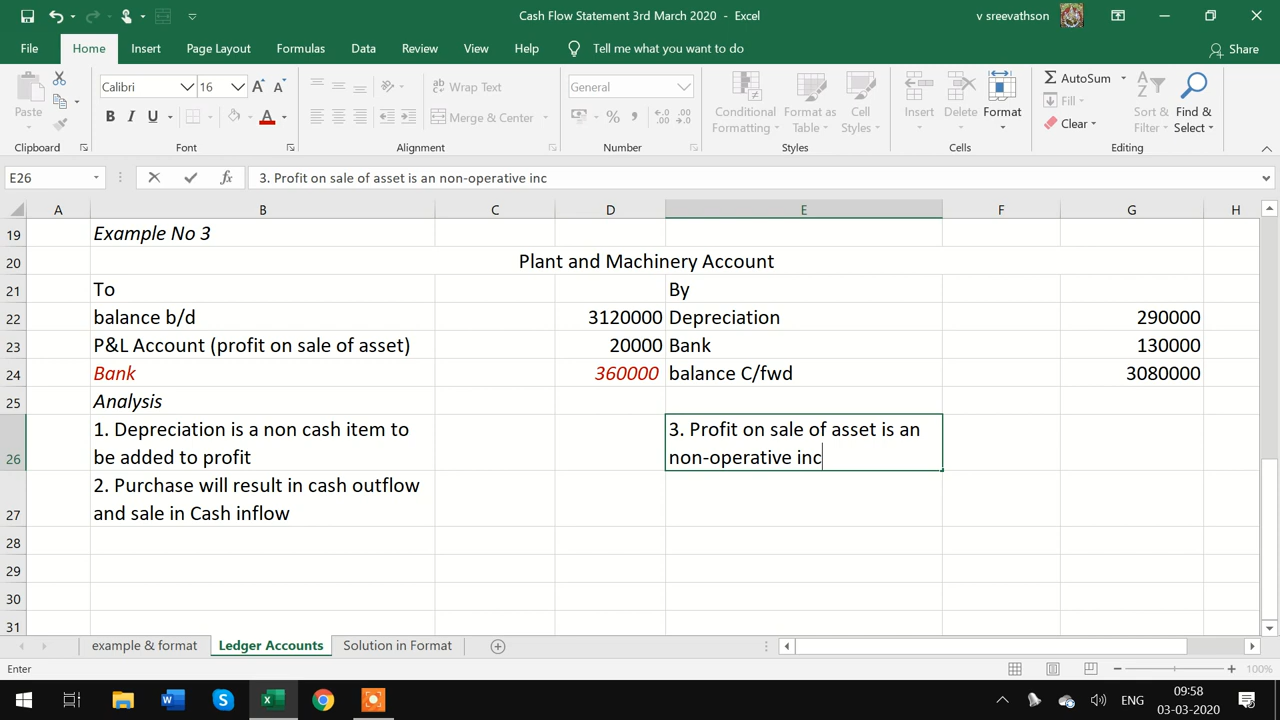 Cash Flow Statement 3rd March 2020 - Excel
v sreevathson
File Home Insert Page Layout Formulas Data Review View Help Tell me what you want to do Share
Paste
Clipboard
Calibri 16
B I U A
Font
Wrap Text
Merge & Center
Alignment
General
%
Number
Conditional Formatting
Format as Table
Cell Styles
Styles
Insert Delete Format
Cells
AutoSum
Fill
Clear
Sort & Filter
Find & Select
Editing
E26 fx 3. Profit on sale of asset is an non-operative inc
A B C D E F G H
19 Example No 3
20 Plant and Machinery Account
21 To By
22 balance b/d 3120000 Depreciation 290000
23 P&L Account (profit on sale of asset) 20000 Bank 130000
24 Bank 360000 balance C/fwd 3080000
25 Analysis
26 1. Depreciation is a non cash item to be added to profit
3. Profit on sale of asset is an non-operative inc
27 2. Purchase will result in cash outflow and sale in Cash inflow
28
29
30
31
example & format Ledger Accounts Solution in Format
Enter
100%
ENG
09:58
03-03-2020